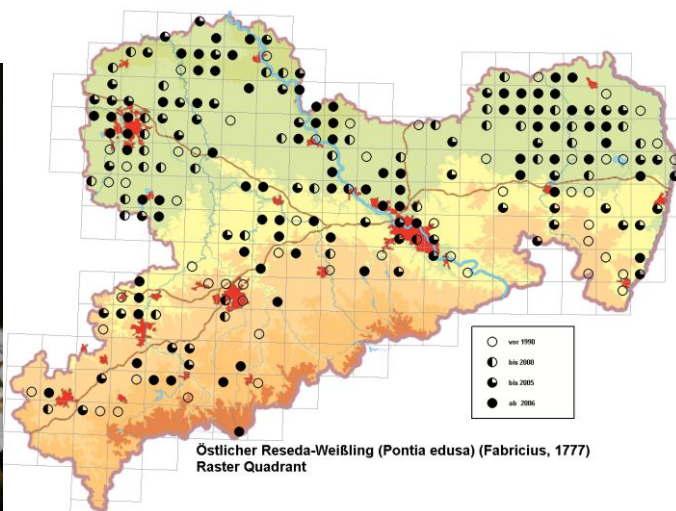 vor 1990
bis 2000
bis 2005
ab 2006
Östlicher Reseda-Weißling (Pontia edusa) (Fabricius, 1777)
Raster Quadrant